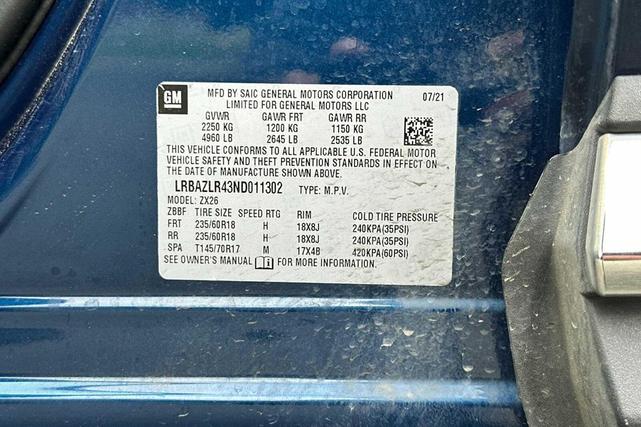 GM
MFD BY SAIC GENERAL MOTORS CORPORATION 07/21
LIMITED FOR GENERAL MOTORS LLC
GVWR GAWR FRT GAWR RR
2250 KG 1200 KG 1150 KG
4960 LB 2645 LB 2535 LB
THIS VEHICLE CONFORMS TO ALL APPLICABLE U.S. FEDERAL MOTOR
VEHICLE SAFETY AND THEFT PREVENTION STANDARDS IN EFFECT ON
THE DATE OF MANUFACTURE SHOWN ABOVE.
LRBAZLR43ND011302 TYPE: M.P.V.
MODEL: ZX26
ZBBF TIRE SIZE SPEED RTG RIM COLD TIRE PRESSURE
FRT 235/60R18 H 18X8J 240KPA(35PSI)
RR 235/60R18 H 18X8J 240KPA(35PSI)
SPA T145/70R17 M 17X4B 420KPA(60PSI)
SEE OWNER'S MANUAL FOR MORE INFORMATION.